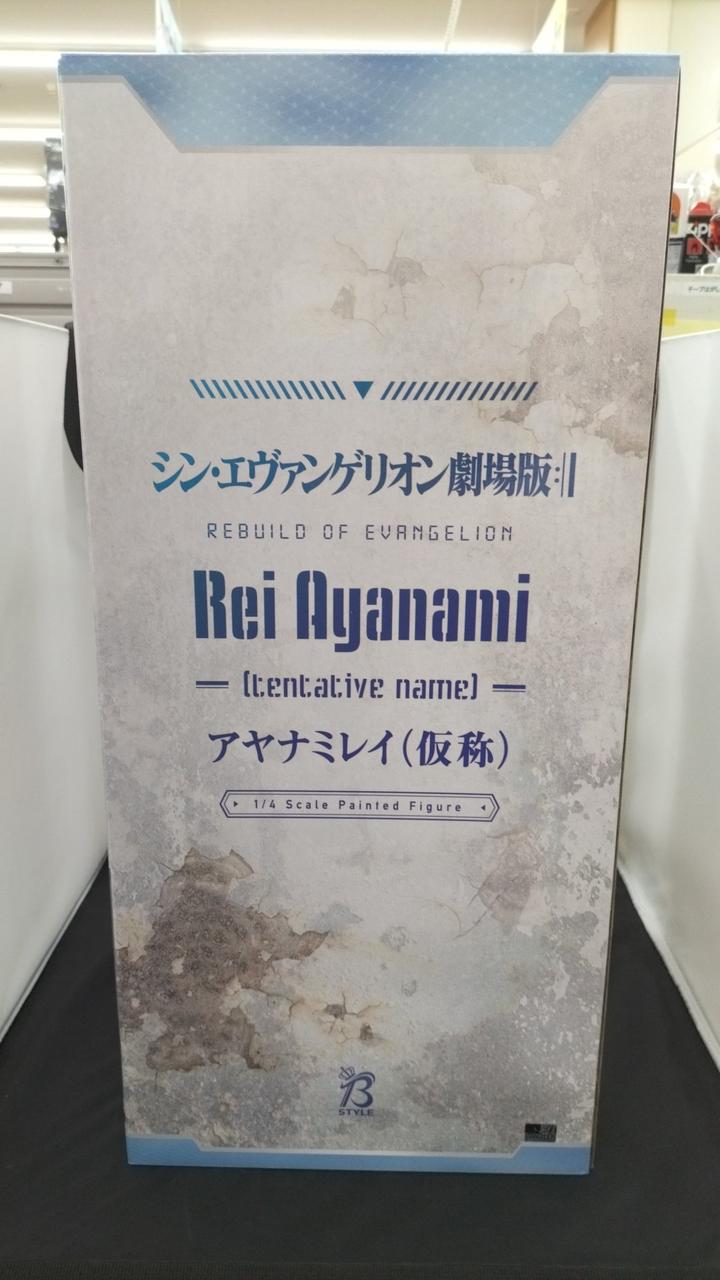 シン・エヴァンゲリオン劇場版:||
REBUILD OF EVANGELION
Rei Ayanami
(tentative name)
アヤナミレイ(仮称)
1/4 Scale Painted Figure
B
STYLE